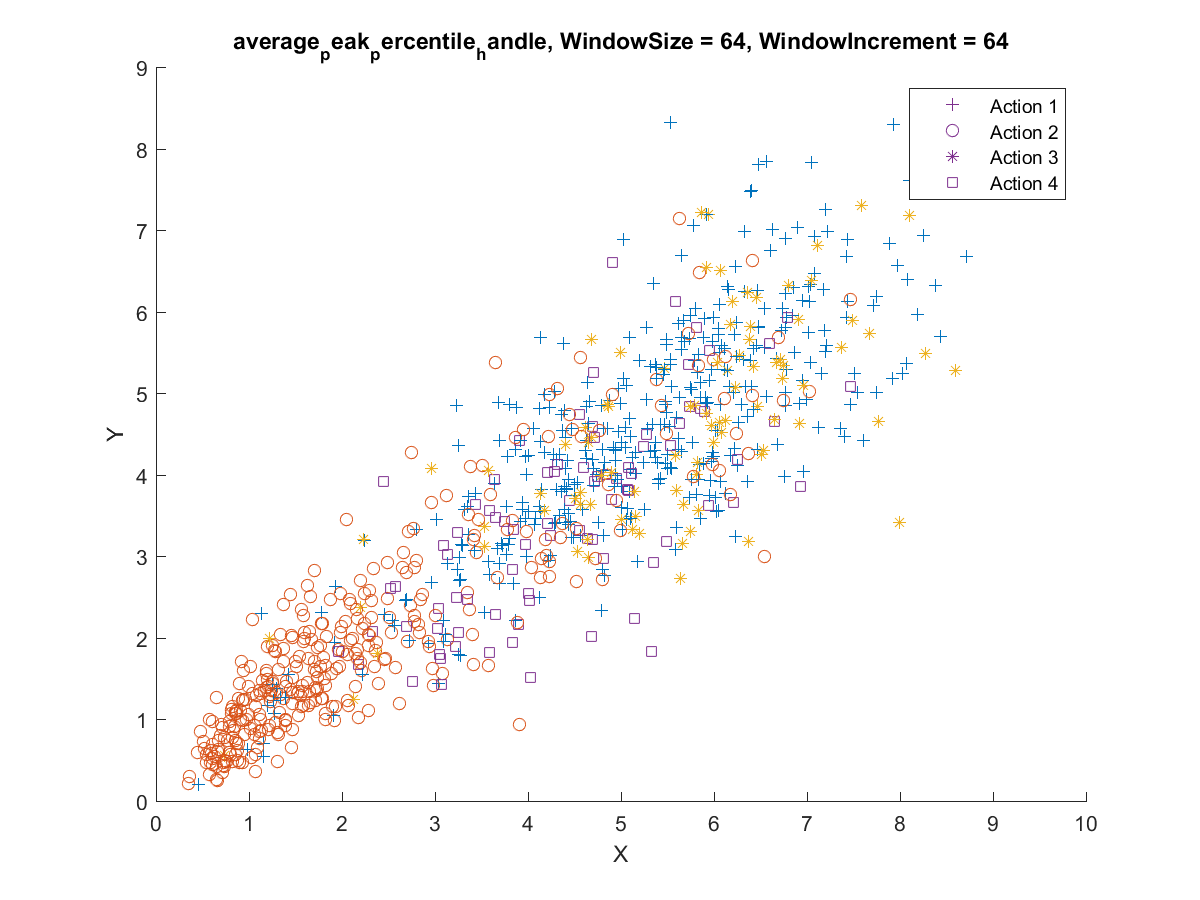 average_peak_percentile_handle, WindowSize = 64, WindowIncrement = 64
9
8
7
6
5
4
3
2
1
0
Y
Action 1
Action 2
Action 3
Action 4
0 1 2 3 4 5 6 7 8 9 10
X